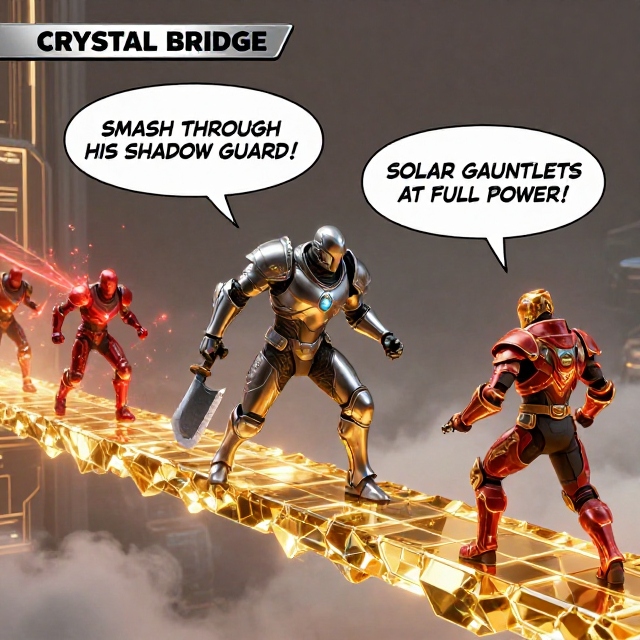 CRYSTAL BRIDGE
SMASH THROUGH
HIS SHADOW GUARD!
SOLAR GAUNTLETS
AT FULL POWER!